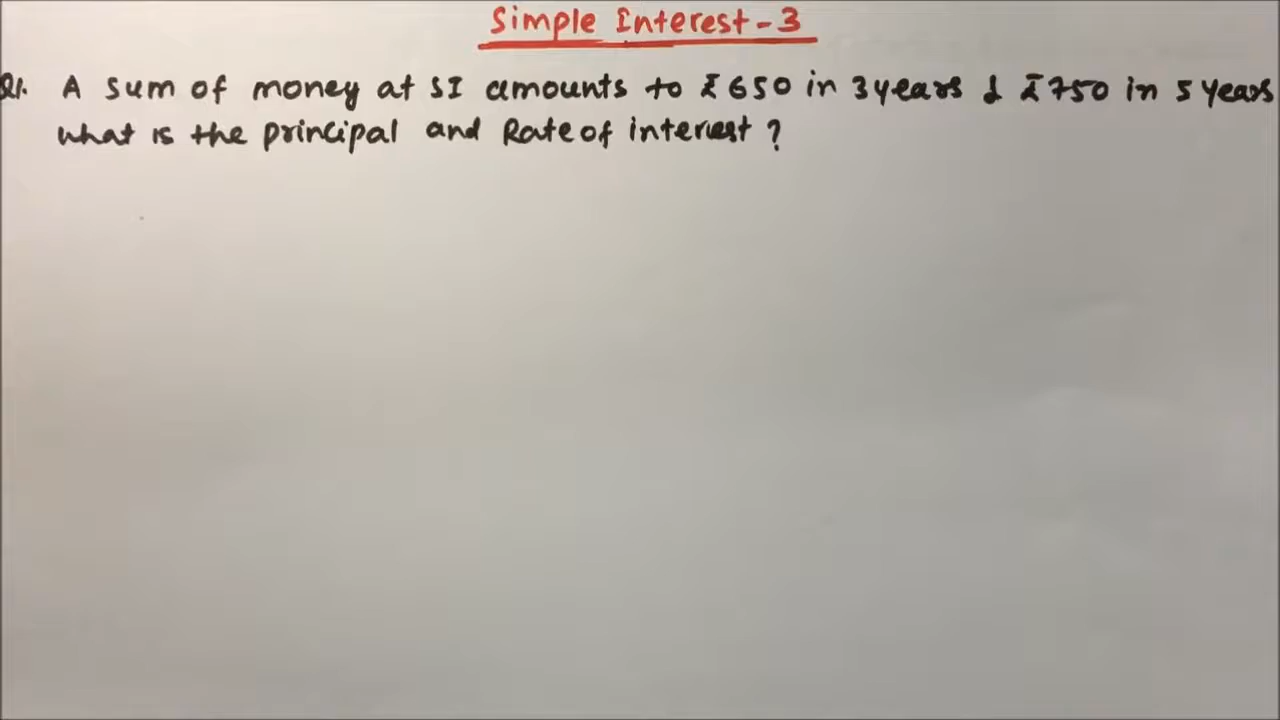 Simple Interest - 3
Q1. A sum of money at SI amounts to ₹650 in 3 years & ₹750 in 5 years
what is the principal and Rate of interest ?